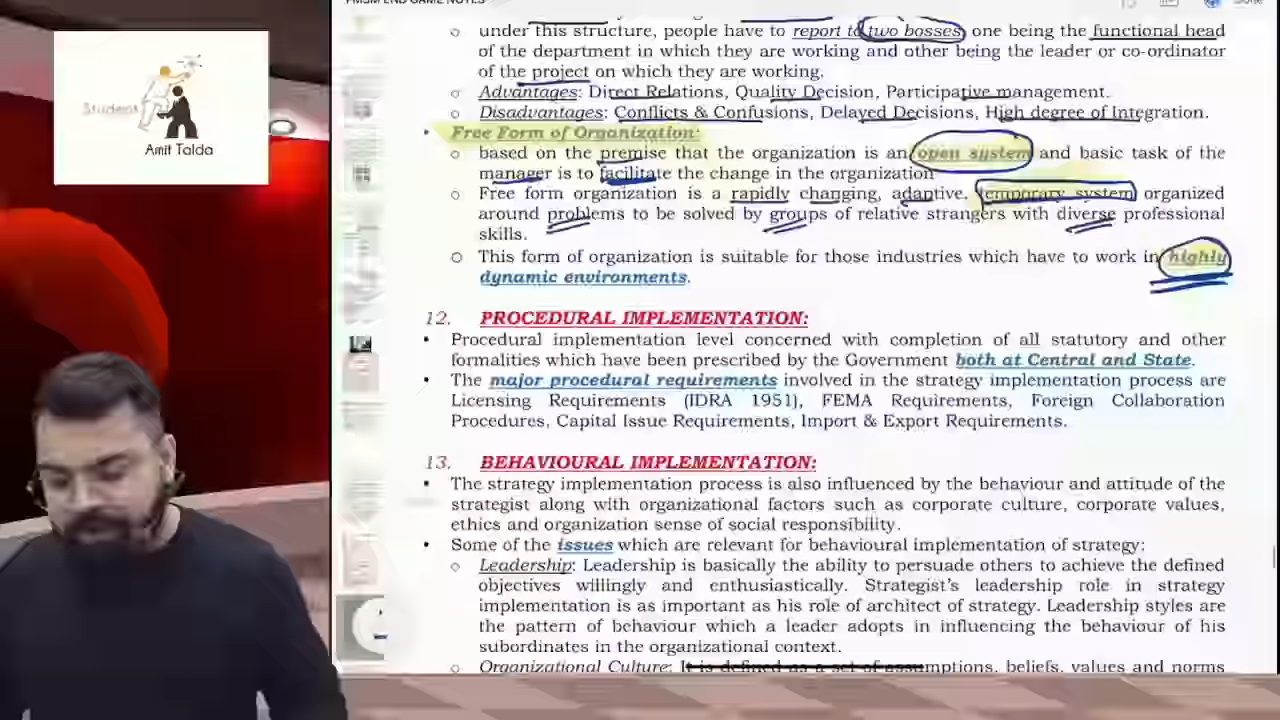 Student
Amit Talda
under this structure, people have to report to two bosses, one being the functional head
of the department in which they are working and other being the leader or co-ordinator
of the project on which they are working.
o Advantages: Direct Relations, Quality Decision, Participative management.
o Disadvantages: Conflicts & Confusions, Delayed Decisions, High degree of Integration.
• Free Form of Organization:
o based on the premise that the organization is an open system and basic task of the
manager is to facilitate the change in the organization
o Free form organization is a rapidly changing, adaptive, temporary system organized
around problems to be solved by groups of relative strangers with diverse professional
skills.
o This form of organization is suitable for those industries which have to work in highly
dynamic environments.
12. PROCEDURAL IMPLEMENTATION:
• Procedural implementation level concerned with completion of all statutory and other
formalities which have been prescribed by the Government both at Central and State.
• The major procedural requirements involved in the strategy implementation process are
Licensing Requirements (IDRA 1951), FEMA Requirements, Foreign Collaboration
Procedures, Capital Issue Requirements, Import & Export Requirements.
13. BEHAVIOURAL IMPLEMENTATION:
• The strategy implementation process is also influenced by the behaviour and attitude of the
strategist along with organizational factors such as corporate culture, corporate values,
ethics and organization sense of social responsibility.
• Some of the issues which are relevant for behavioural implementation of strategy:
o Leadership: Leadership is basically the ability to persuade others to achieve the defined
objectives willingly and enthusiastically. Strategist's leadership role in strategy
implementation is as important as his role of architect of strategy. Leadership styles are
the pattern of behaviour which a leader adopts in influencing the behaviour of his
subordinates in the organizational context.
o Organizational Culture: It is defined as a set of assumptions, beliefs, values and norms